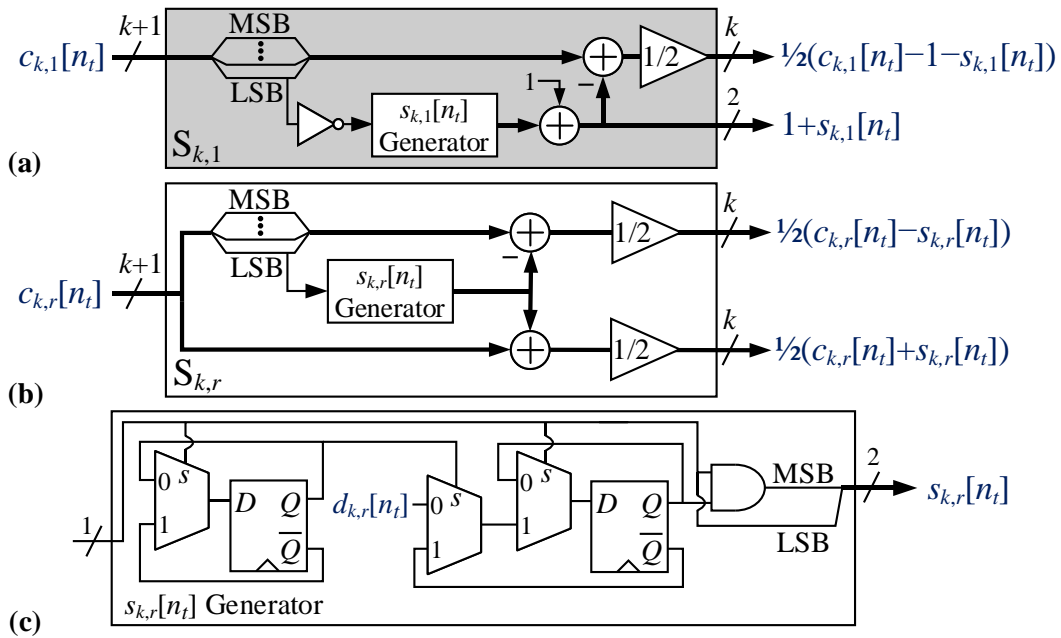 k+1
MSB
c_{k,1}[n_t]
LSB
1
1/2
k
½(c_{k,1}[n_t]−1−s_{k,1}[n_t])
s_{k,1}[n_t]
Generator
−
2
1+s_{k,1}[n_t]
S_{k,1}
(a)
MSB
LSB
k+1
c_{k,r}[n_t]
s_{k,r}[n_t]
Generator
−
1/2
k
½(c_{k,r}[n_t]−s_{k,r}[n_t])
1/2
k
½(c_{k,r}[n_t]+s_{k,r}[n_t])
S_{k,r}
(b)
1
0
s
1
D
Q
Q̅
d_{k,r}[n_t]
0
s
1
0
s
1
D
Q
Q̅
MSB
LSB
2
s_{k,r}[n_t]
s_{k,r}[n_t] Generator
(c)